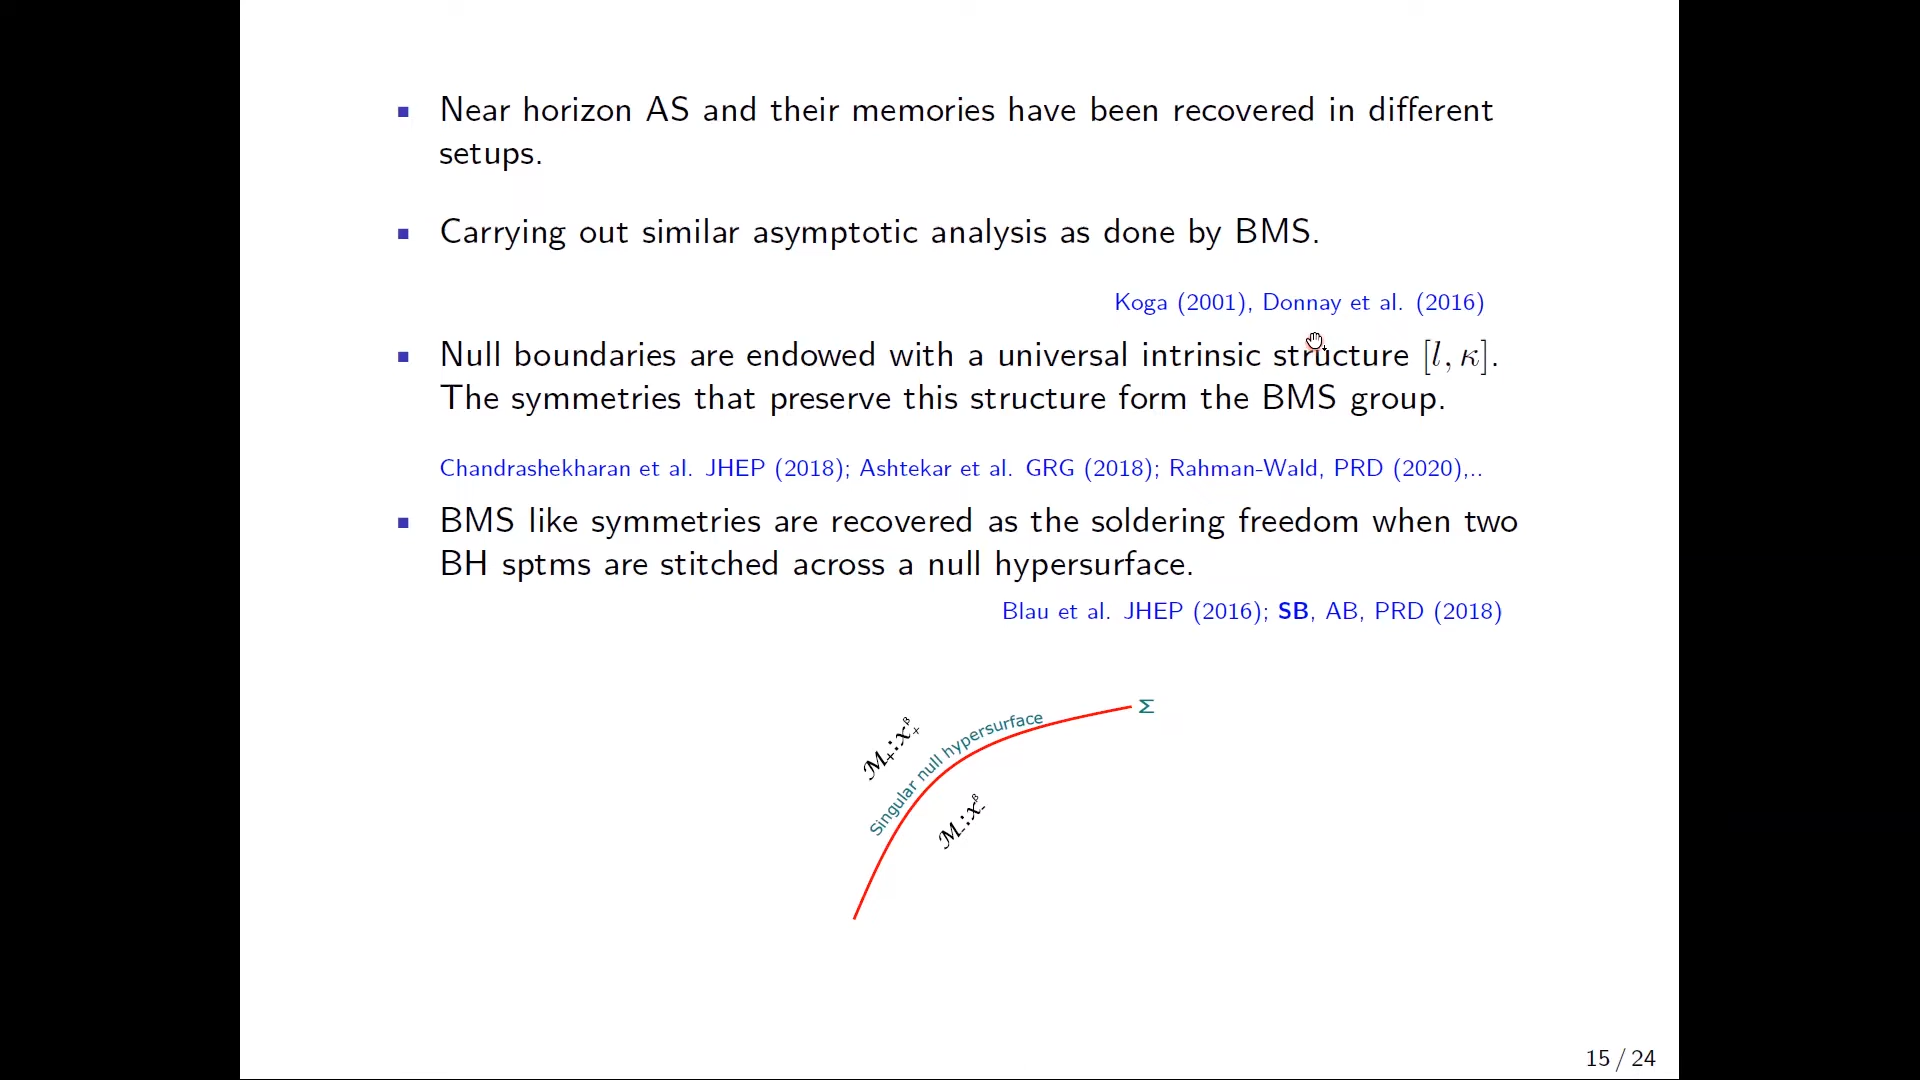 Near horizon AS and their memories have been recovered in different
setups.
Carrying out similar asymptotic analysis as done by BMS.
Koga (2001), Donnay et al. (2016)
Null boundaries are endowed with a universal intrinsic structure [l, κ].
The symmetries that preserve this structure form the BMS group.
Chandrashekharan et al. JHEP (2018); Ashtekar et al. GRG (2018); Rahman-Wald, PRD (2020),..
BMS like symmetries are recovered as the soldering freedom when two
BH sptms are stitched across a null hypersurface.
Blau et al. JHEP (2016); SB, AB, PRD (2018)
Σ
Singular null hypersurface
M₊:x₊ᵝ
M₋:x₋ᵝ
15 / 24